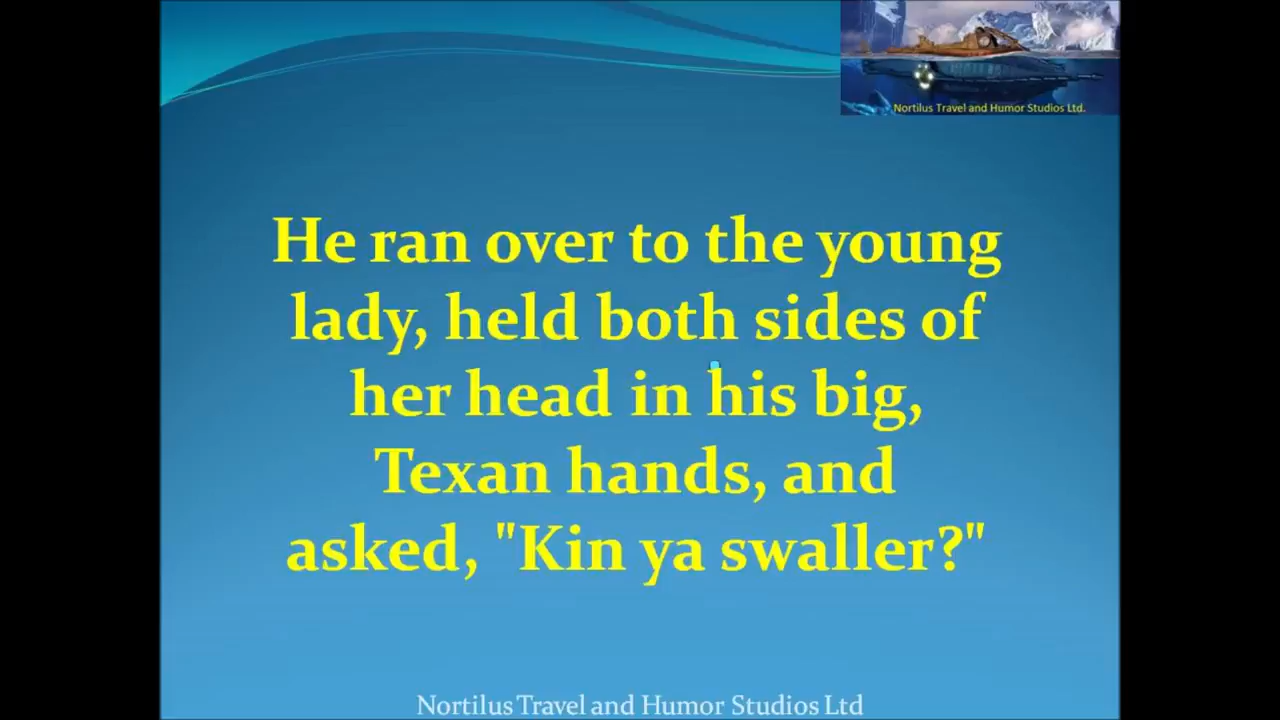 Nortilus Travel and Humor Studios Ltd.
He ran over to the young
lady, held both sides of
her head in his big,
Texan hands, and
asked, "Kin ya swaller?"
Nortilus Travel and Humor Studios Ltd